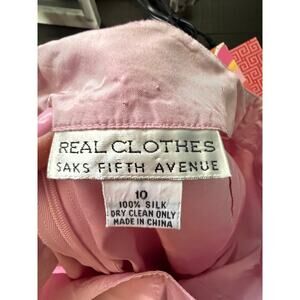 REAL CLOTHES
SAKS FIFTH AVENUE
10
100% SILK
DRY CLEAN ONLY
MADE IN CHINA